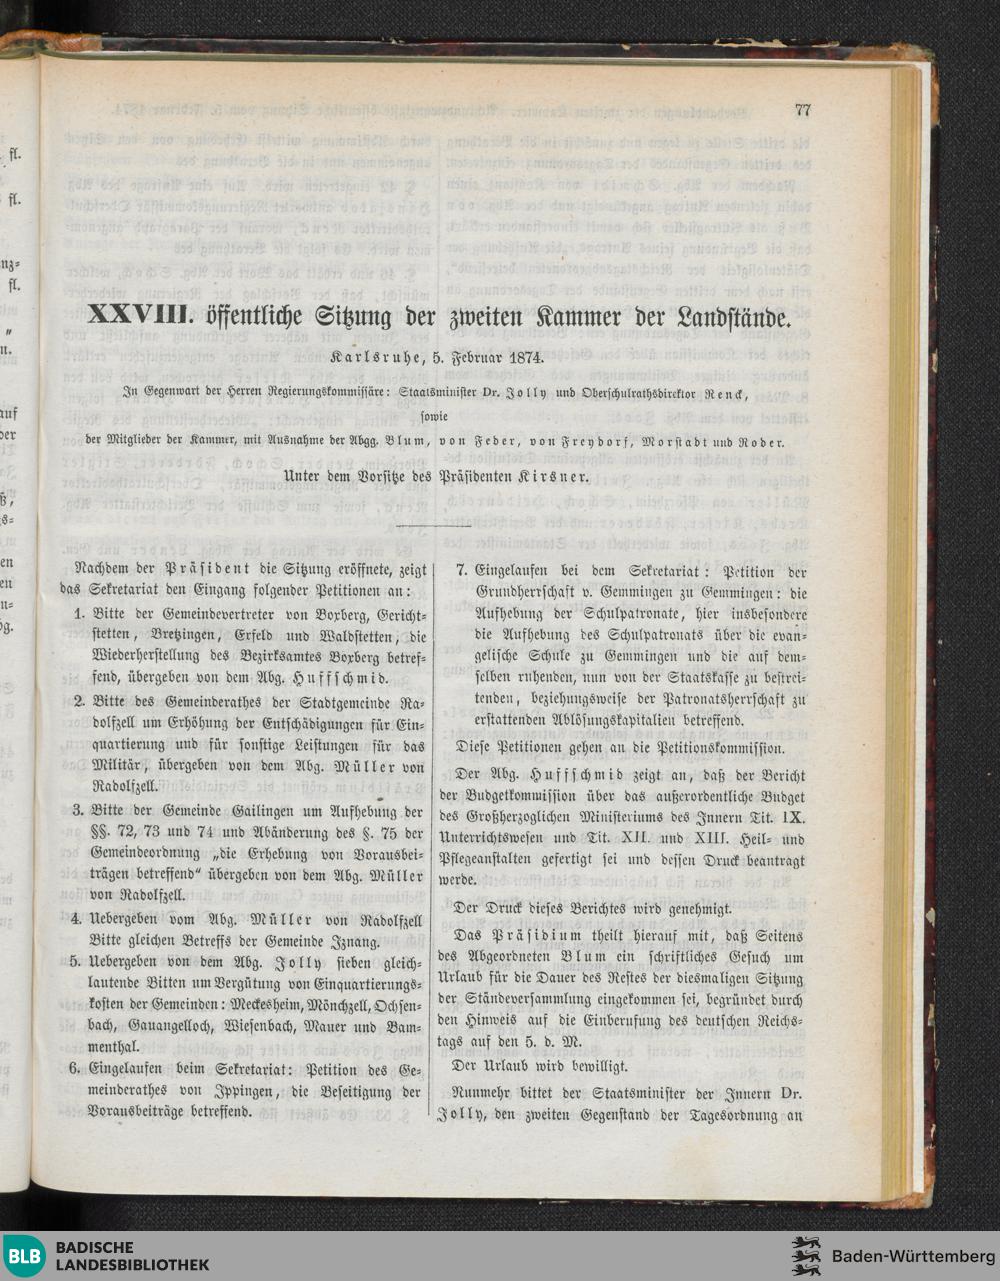 77
XXVIII. öffentliche Sitzung der zweiten Kammer der Landstände.
Karlsruhe, 5. Februar 1874.
In Gegenwart der Herren Regierungskommissäre: Staatsminister Dr. Jolly und Oberschulrathsdirektor Renck,
sowie
der Mitglieder der Kammer, mit Ausnahme der Abgg. Blum, von Feder, von Freydorf, Morstadt und Roder.
Unter dem Vorsitze des Präsidenten Kirsner.
Nachdem der Präsident die Sitzung eröffnete, zeigt
das Sekretariat den Eingang folgender Petitionen an:
1. Bitte der Gemeindevertreter von Boxberg, Gericht-
stetten, Bretzingen, Erfeld und Waldstetten, die
Wiederherstellung des Bezirksamtes Boxberg betref-
fend, übergeben von dem Abg. Huffschmid.
2. Bitte des Gemeinderathes der Stadtgemeinde Ra-
dolfzell um Erhöhung der Entschädigungen für Ein-
quartierung und für sonstige Leistungen für das
Militär, übergeben von dem Abg. Müller von
Radolfzell.
3. Bitte der Gemeinde Gailingen um Aufhebung der
§§. 72, 73 und 74 und Abänderung des §. 75 der
Gemeindeordnung „die Erhebung von Vorausbei-
trägen betreffend“ übergeben von dem Abg. Müller
von Radolfzell.
4. Uebergeben vom Abg. Müller von Radolfzell
Bitte gleichen Betreffs der Gemeinde Iznang.
5. Uebergeben von dem Abg. Jolly sieben gleich-
lautende Bitten um Vergütung von Einquartierungs-
kosten der Gemeinden: Meckesheim, Mönchzell, Ochsen-
bach, Gauangelloch, Wiesenbach, Mauer und Bam-
menthal.
6. Eingelaufen beim Sekretariat: Petition des Ge-
meinderathes von Ippingen, die Beseitigung der
Vorausbeiträge betreffend.
7. Eingelaufen bei dem Sekretariat: Petition der
Grundherrschaft v. Gemmingen zu Gemmingen: die
Aufhebung der Schulpatronate, hier insbesondere
die Aufhebung des Schulpatronats über die evan-
gelische Schule zu Gemmingen und die auf dem-
selben ruhenden, nun von der Staatskasse zu bestrei-
tenden, beziehungsweise der Patronatsherrschaft zu
erstattenden Ablösungskapitalien betreffend.
Diese Petitionen gehen an die Petitionskommission.
Der Abg. Huffschmid zeigt an, daß der Bericht
der Budgetkommission über das außerordentliche Budget
des Großherzoglichen Ministeriums des Innern Tit. IX.
Unterrichtswesen und Tit. XII. und XIII. Heil- und
Pflegeanstalten gefertigt sei und dessen Druck beantragt
werde.
Der Druck dieses Berichtes wird genehmigt.
Das Präsidium theilt hierauf mit, daß Seitens
des Abgeordneten Blum ein schriftliches Gesuch um
Urlaub für die Dauer des Restes der diesmaligen Sitzung
der Ständeversammlung eingekommen sei, begründet durch
den Hinweis auf die Einberufung des deutschen Reichs-
tags auf den 5. d. M.
Der Urlaub wird bewilligt.
Nunmehr bittet der Staatsminister der Innern Dr.
Jolly, den zweiten Gegenstand der Tagesordnung an
BLB BADISCHE
LANDESBIBLIOTHEK
Baden-Württemberg